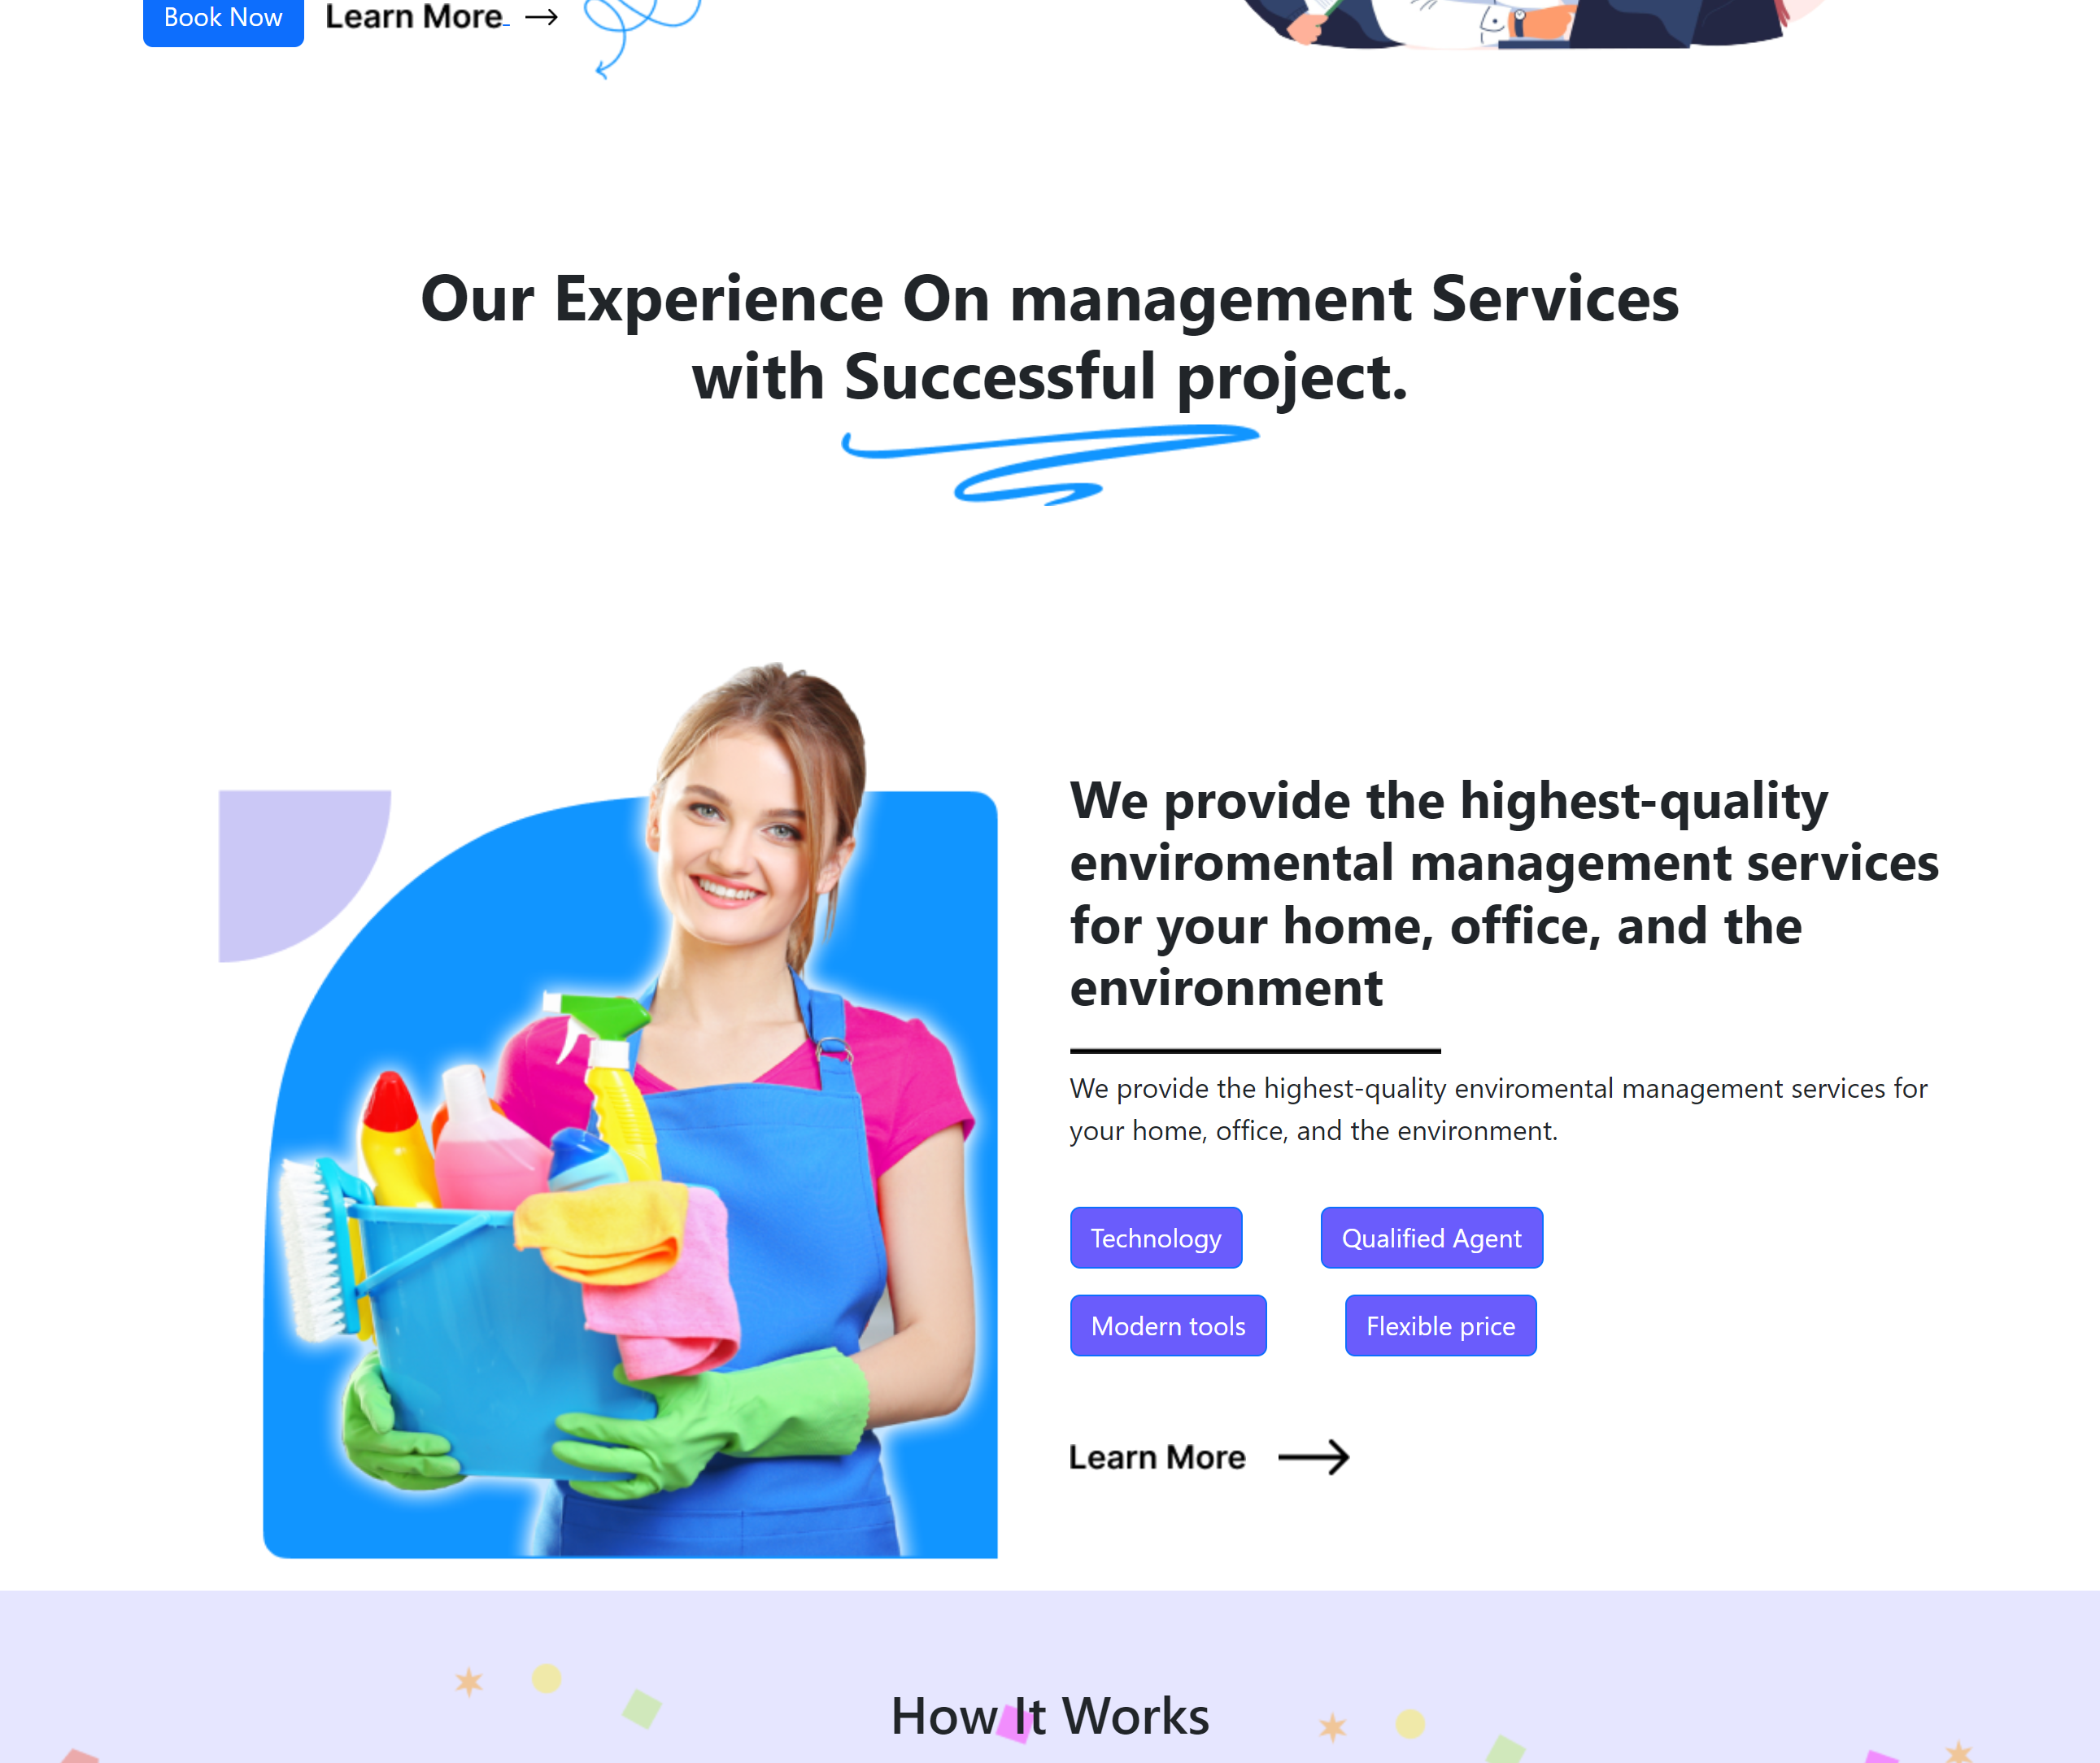 Book Now
Learn More
Our Experience On management Services
with Successful project.
We provide the highest-quality
enviromental management services
for your home, office, and the
environment
We provide the highest-quality enviromental management services for
your home, office, and the environment.
Technology
Qualified Agent
Modern tools
Flexible price
Learn More
How It Works